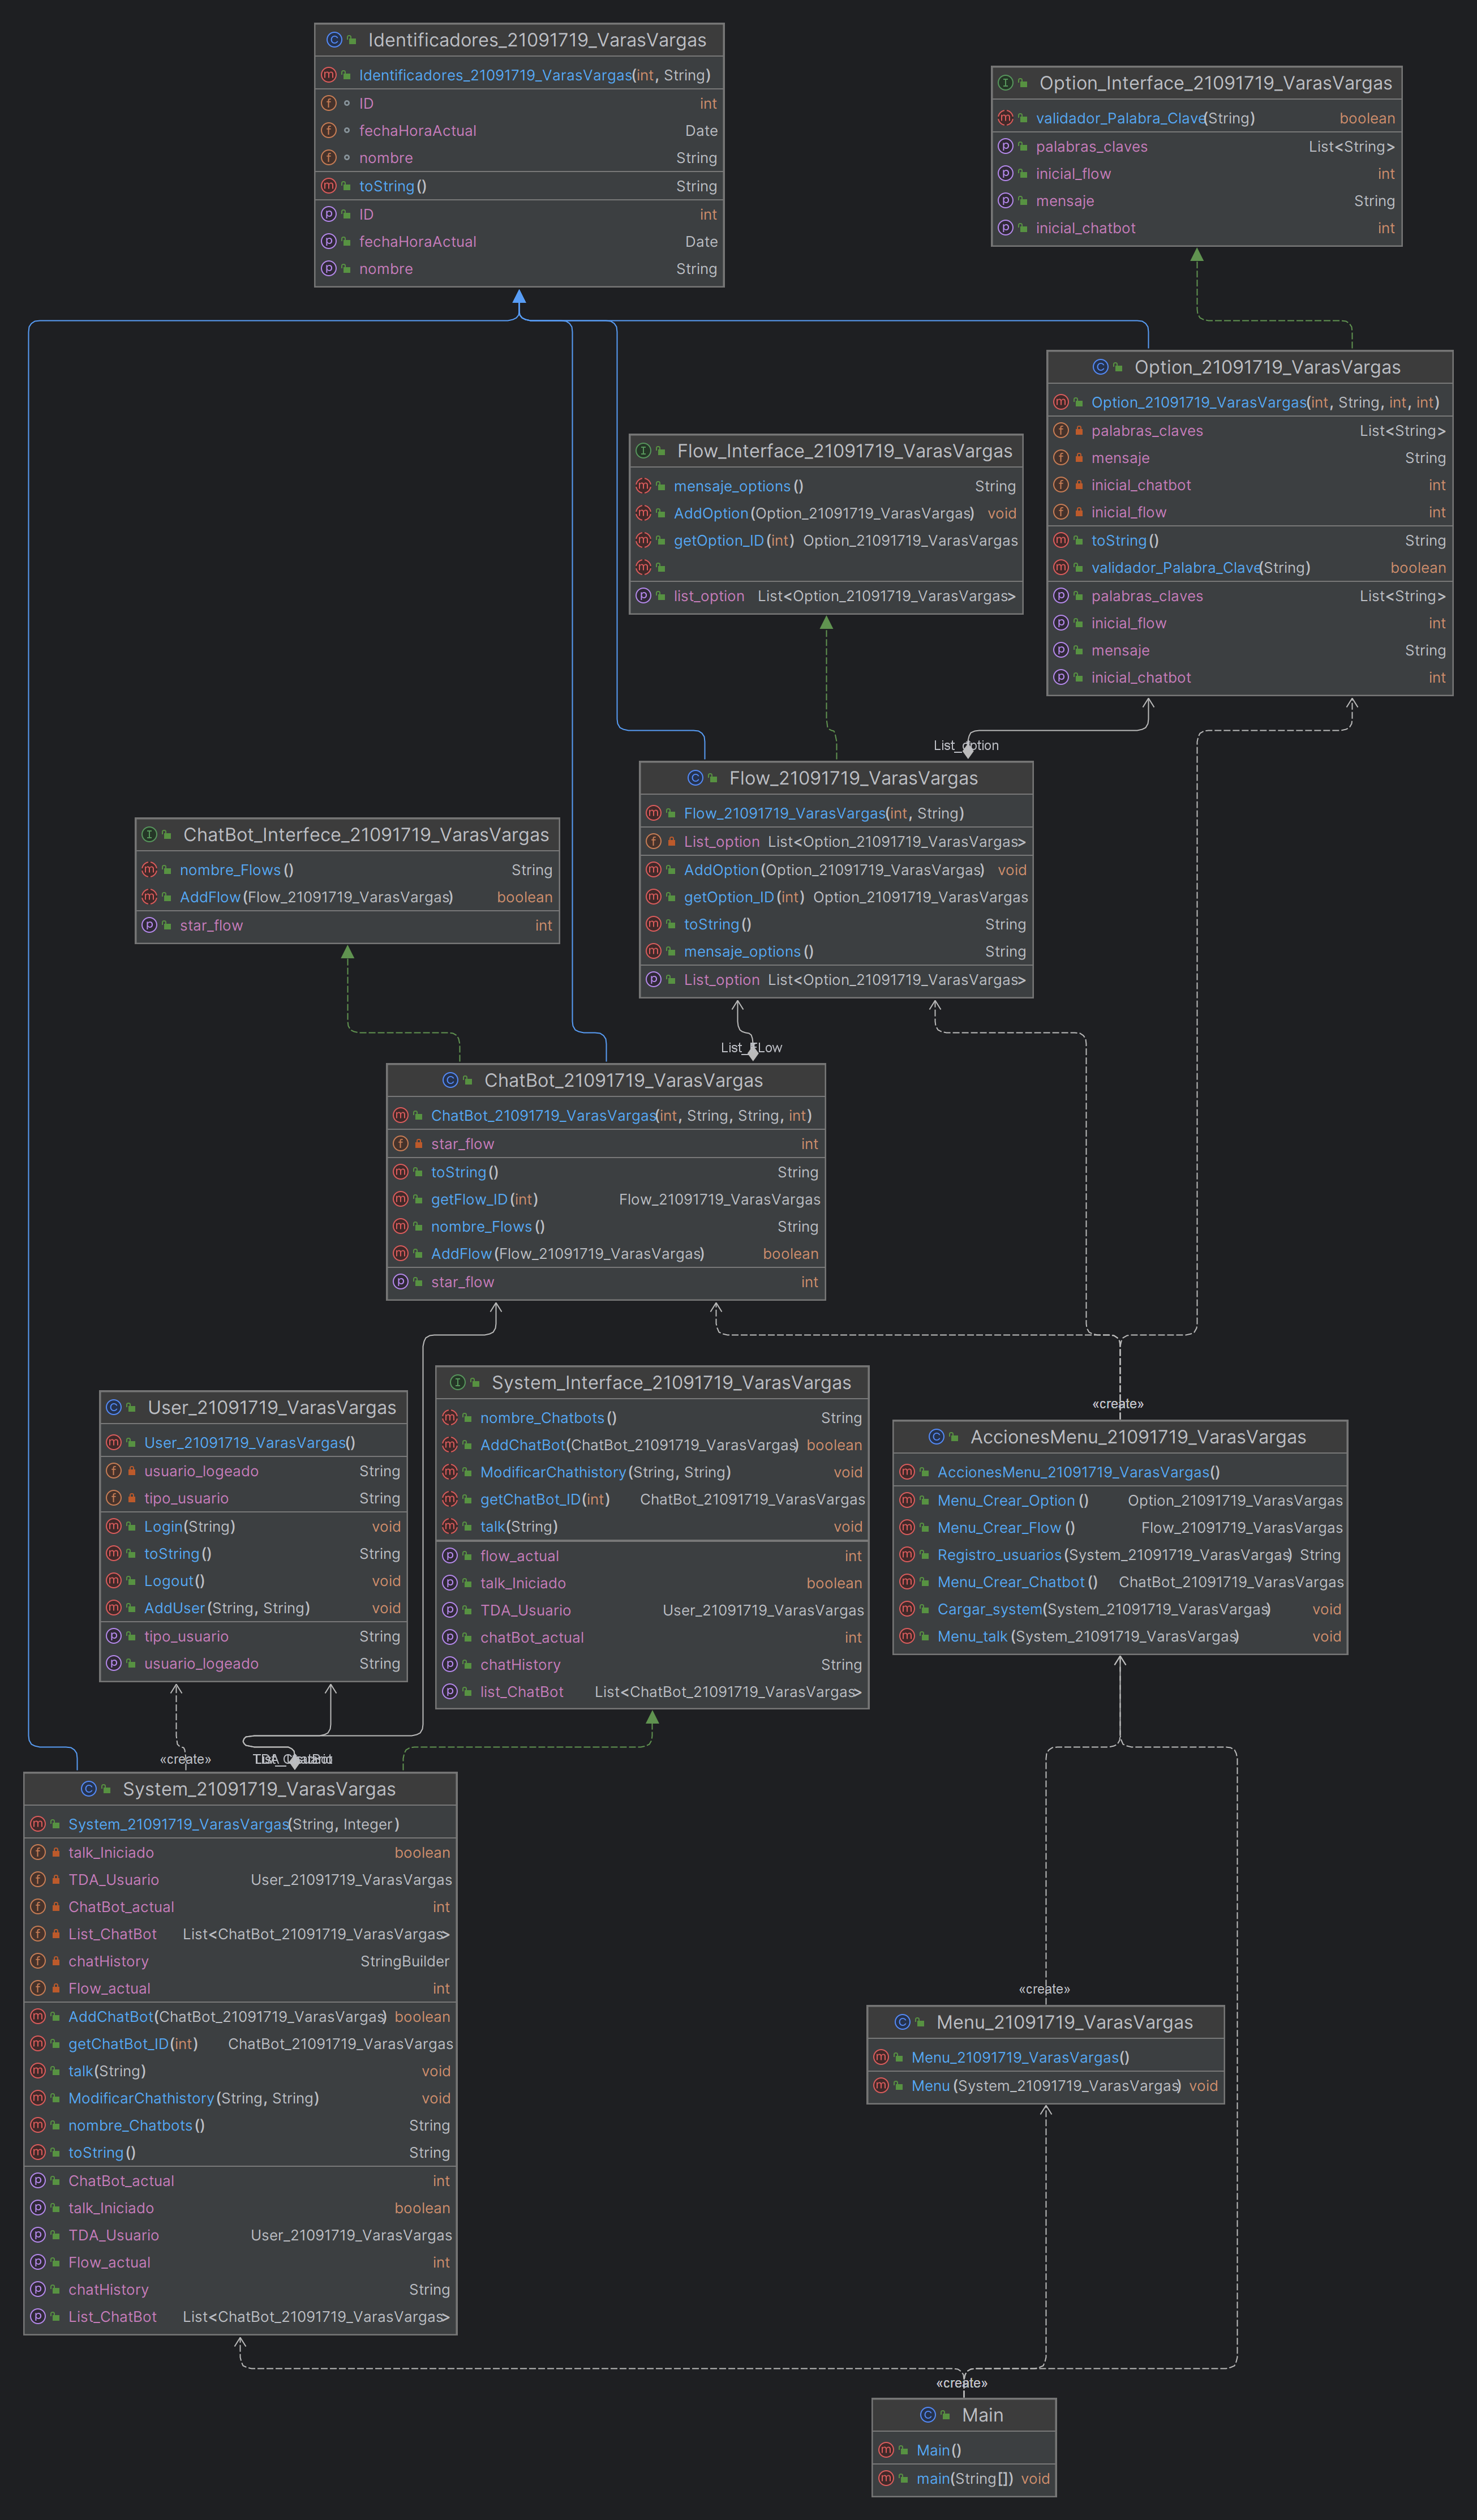 Identificadores_21091719_VarasVargas
Identificadores_21091719_VarasVargas(int, String)
ID int
fechaHoraActual Date
nombre String
toString() String
ID int
fechaHoraActual Date
nombre String
Option_Interface_21091719_VarasVargas
validador_Palabra_Clave(String) boolean
palabras_claves List<String>
inicial_flow int
mensaje String
inicial_chatbot int
Option_21091719_VarasVargas
Option_21091719_VarasVargas(int, String, int, int)
palabras_claves List<String>
mensaje String
inicial_chatbot int
inicial_flow int
toString() String
validador_Palabra_Clave(String) boolean
palabras_claves List<String>
inicial_flow int
mensaje String
inicial_chatbot int
Flow_Interface_21091719_VarasVargas
mensaje_options() String
AddOption(Option_21091719_VarasVargas) void
getOption_ID(int) Option_21091719_VarasVargas
list_option List<Option_21091719_VarasVargas>
List_option
Flow_21091719_VarasVargas
Flow_21091719_VarasVargas(int, String)
List_option List<Option_21091719_VarasVargas>
AddOption(Option_21091719_VarasVargas) void
getOption_ID(int) Option_21091719_VarasVargas
toString() String
mensaje_options() String
List_option List<Option_21091719_VarasVargas>
ChatBot_Interfece_21091719_VarasVargas
nombre_Flows() String
AddFlow(Flow_21091719_VarasVargas) boolean
star_flow int
List_FLow
ChatBot_21091719_VarasVargas
ChatBot_21091719_VarasVargas(int, String, String, int)
star_flow int
toString() String
getFlow_ID(int) Flow_21091719_VarasVargas
nombre_Flows() String
AddFlow(Flow_21091719_VarasVargas) boolean
star_flow int
User_21091719_VarasVargas
User_21091719_VarasVargas()
usuario_logeado String
tipo_usuario String
Login(String) void
toString() String
Logout() void
AddUser(String, String) void
tipo_usuario String
usuario_logeado String
System_Interface_21091719_VarasVargas
nombre_Chatbots() String
AddChatBot(ChatBot_21091719_VarasVargas) boolean
ModificarChathistory(String, String) void
getChatBot_ID(int) ChatBot_21091719_VarasVargas
talk(String) void
flow_actual int
talk_Iniciado boolean
TDA_Usuario User_21091719_VarasVargas
chatBot_actual int
chatHistory String
list_ChatBot List<ChatBot_21091719_VarasVargas>
«create»
AccionesMenu_21091719_VarasVargas
AccionesMenu_21091719_VarasVargas()
Menu_Crear_Option() Option_21091719_VarasVargas
Menu_Crear_Flow() Flow_21091719_VarasVargas
Registro_usuarios(System_21091719_VarasVargas) String
Menu_Crear_Chatbot() ChatBot_21091719_VarasVargas
Cargar_system(System_21091719_VarasVargas) void
Menu_talk(System_21091719_VarasVargas) void
«create»
System_21091719_VarasVargas
System_21091719_VarasVargas(String, Integer)
talk_Iniciado boolean
TDA_Usuario User_21091719_VarasVargas
ChatBot_actual int
List_ChatBot List<ChatBot_21091719_VarasVargas>
chatHistory StringBuilder
Flow_actual int
AddChatBot(ChatBot_21091719_VarasVargas) boolean
getChatBot_ID(int) ChatBot_21091719_VarasVargas
talk(String) void
ModificarChathistory(String, String) void
nombre_Chatbots() String
toString() String
ChatBot_actual int
talk_Iniciado boolean
TDA_Usuario User_21091719_VarasVargas
Flow_actual int
chatHistory String
List_ChatBot List<ChatBot_21091719_VarasVargas>
«create»
Menu_21091719_VarasVargas
Menu_21091719_VarasVargas()
Menu(System_21091719_VarasVargas) void
«create»
Main
Main()
main(String[]) void